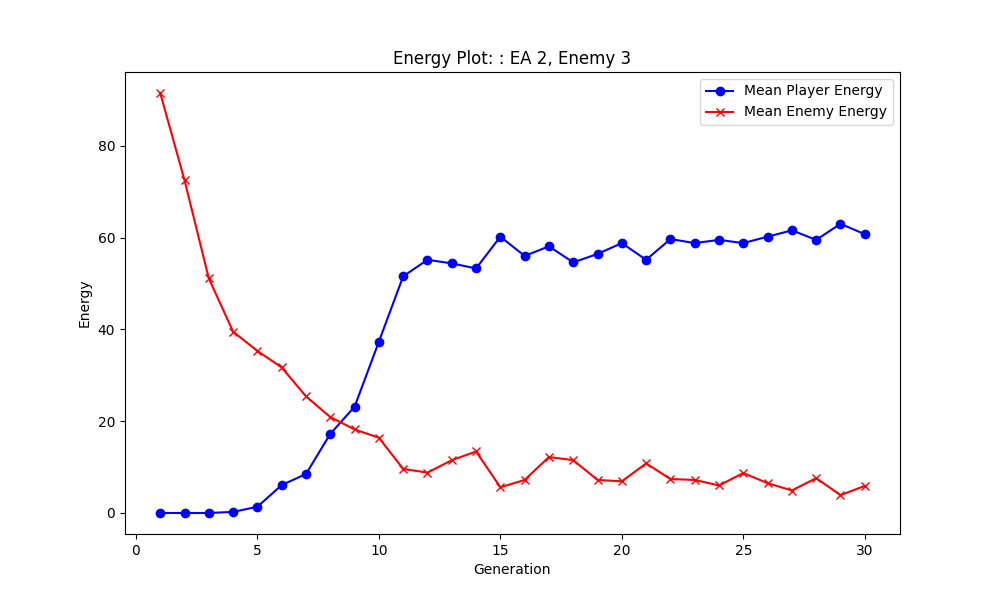 Energy Plot: : EA 2, Enemy 3
Mean Player Energy
Mean Enemy Energy
80
60
40
20
0
Energy
0 5 10 15 20 25 30
Generation